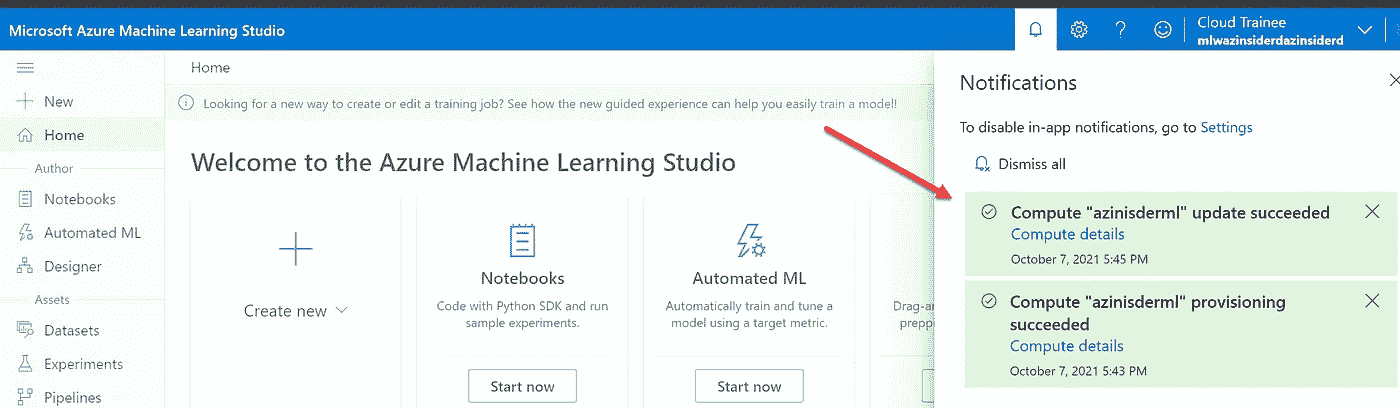 Microsoft Azure Machine Learning Studio
Cloud Trainee
mlwazinsiderdazinsiderd
New
Home
Author
Notebooks
Automated ML
Designer
Assets
Datasets
Experiments
Pipelines
Home
Looking for a new way to create or edit a training job? See how the new guided experience can help you easily train a model!
Welcome to the Azure Machine Learning Studio
Create new
Notebooks
Code with Python SDK and run
sample experiments.
Start now
Automated ML
Automatically train and tune a
model using a target metric.
Start now
Drag-an
prepping
Notifications
To disable in-app notifications, go to Settings
Dismiss all
Compute "azinisderml" update succeeded
Compute details
October 7, 2021 5:45 PM
Compute "azinisderml" provisioning
succeeded
Compute details
October 7, 2021 5:43 PM